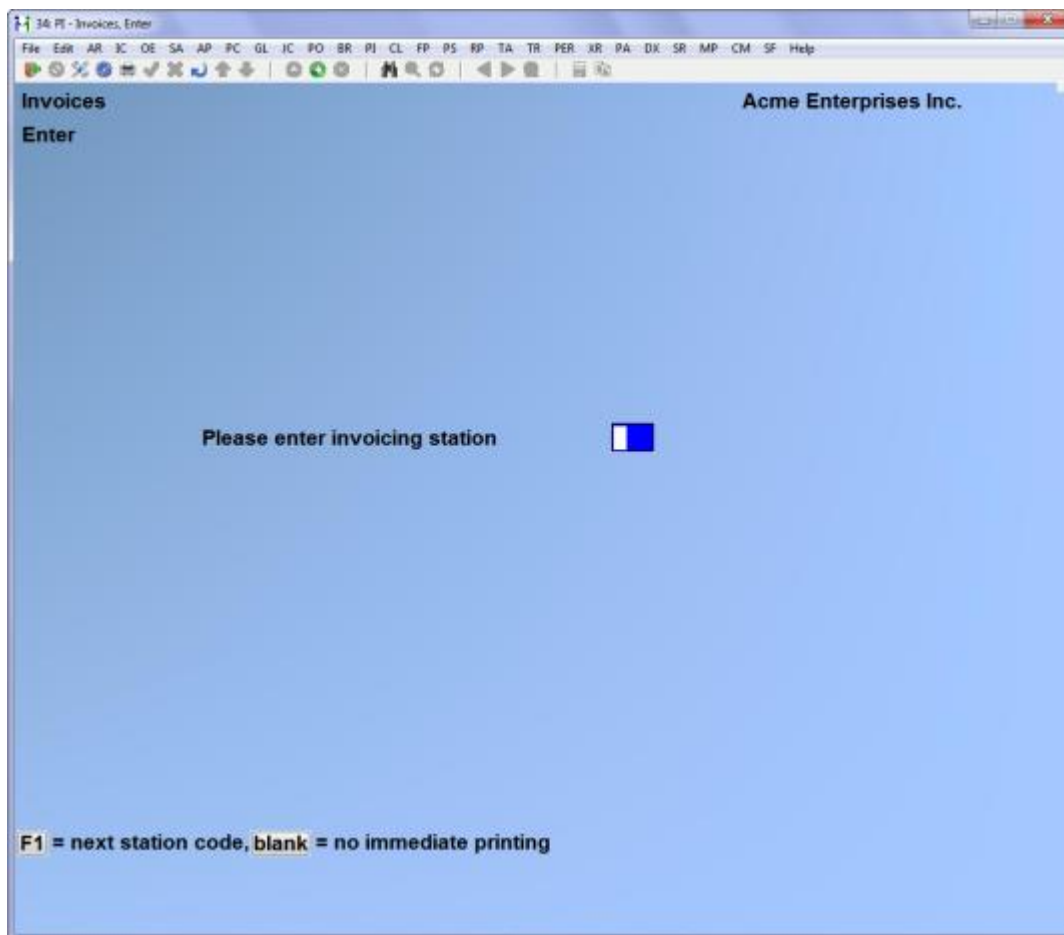 34: PI - Invoices, Enter
File Edit AR IC OE SA AP PC GL JC PO BR PJ CL FP PS RP TA TR PER XR PA DX SR MP CM SF Help
Invoices
Acme Enterprises Inc.
Enter
Please enter invoicing station
F1 = next station code, blank = no immediate printing